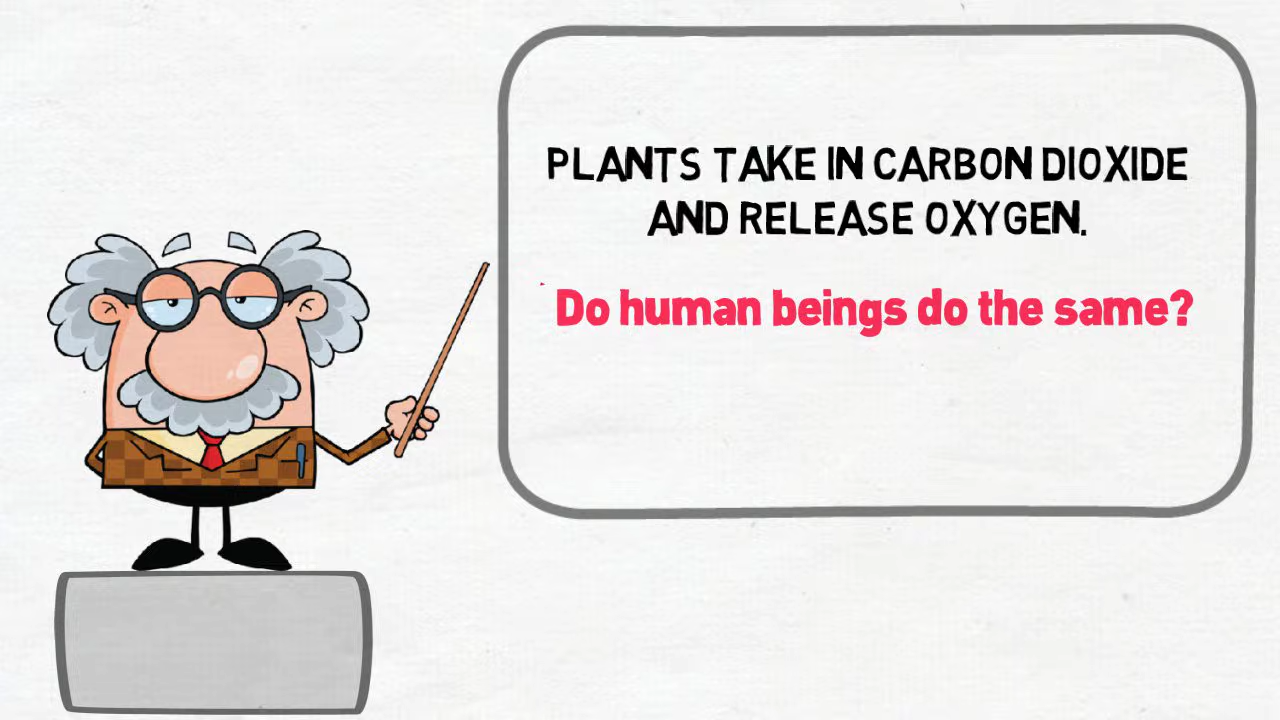 PLANTS TAKE IN CARBON DIOXIDE
AND RELEASE OXYGEN.
Do human beings do the same?